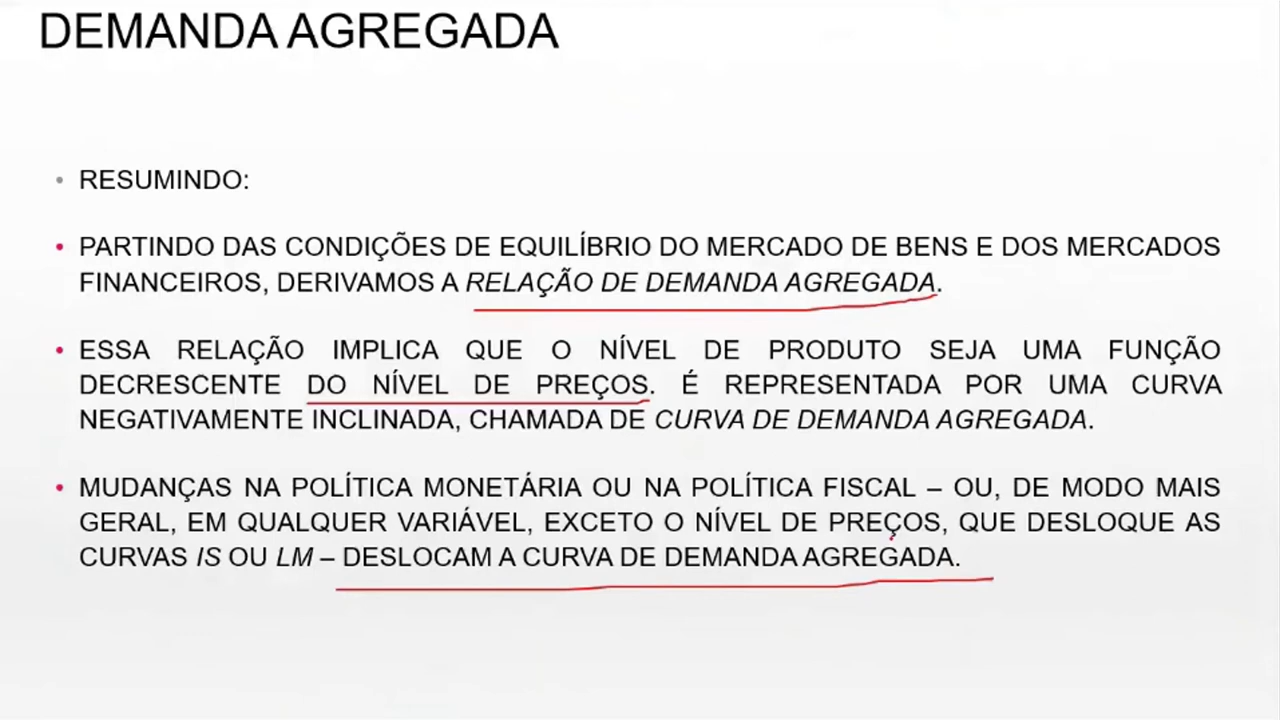 DEMANDA AGREGADA
• RESUMINDO:
• PARTINDO DAS CONDIÇÕES DE EQUILÍBRIO DO MERCADO DE BENS E DOS MERCADOS
FINANCEIROS, DERIVAMOS A RELAÇÃO DE DEMANDA AGREGADA.
• ESSA RELAÇÃO IMPLICA QUE O NÍVEL DE PRODUTO SEJA UMA FUNÇÃO
DECRESCENTE DO NÍVEL DE PREÇOS. É REPRESENTADA POR UMA CURVA
NEGATIVAMENTE INCLINADA, CHAMADA DE CURVA DE DEMANDA AGREGADA.
• MUDANÇAS NA POLÍTICA MONETÁRIA OU NA POLÍTICA FISCAL – OU, DE MODO MAIS
GERAL, EM QUALQUER VARIÁVEL, EXCETO O NÍVEL DE PREÇOS, QUE DESLOQUE AS
CURVAS IS OU LM – DESLOCAM A CURVA DE DEMANDA AGREGADA.